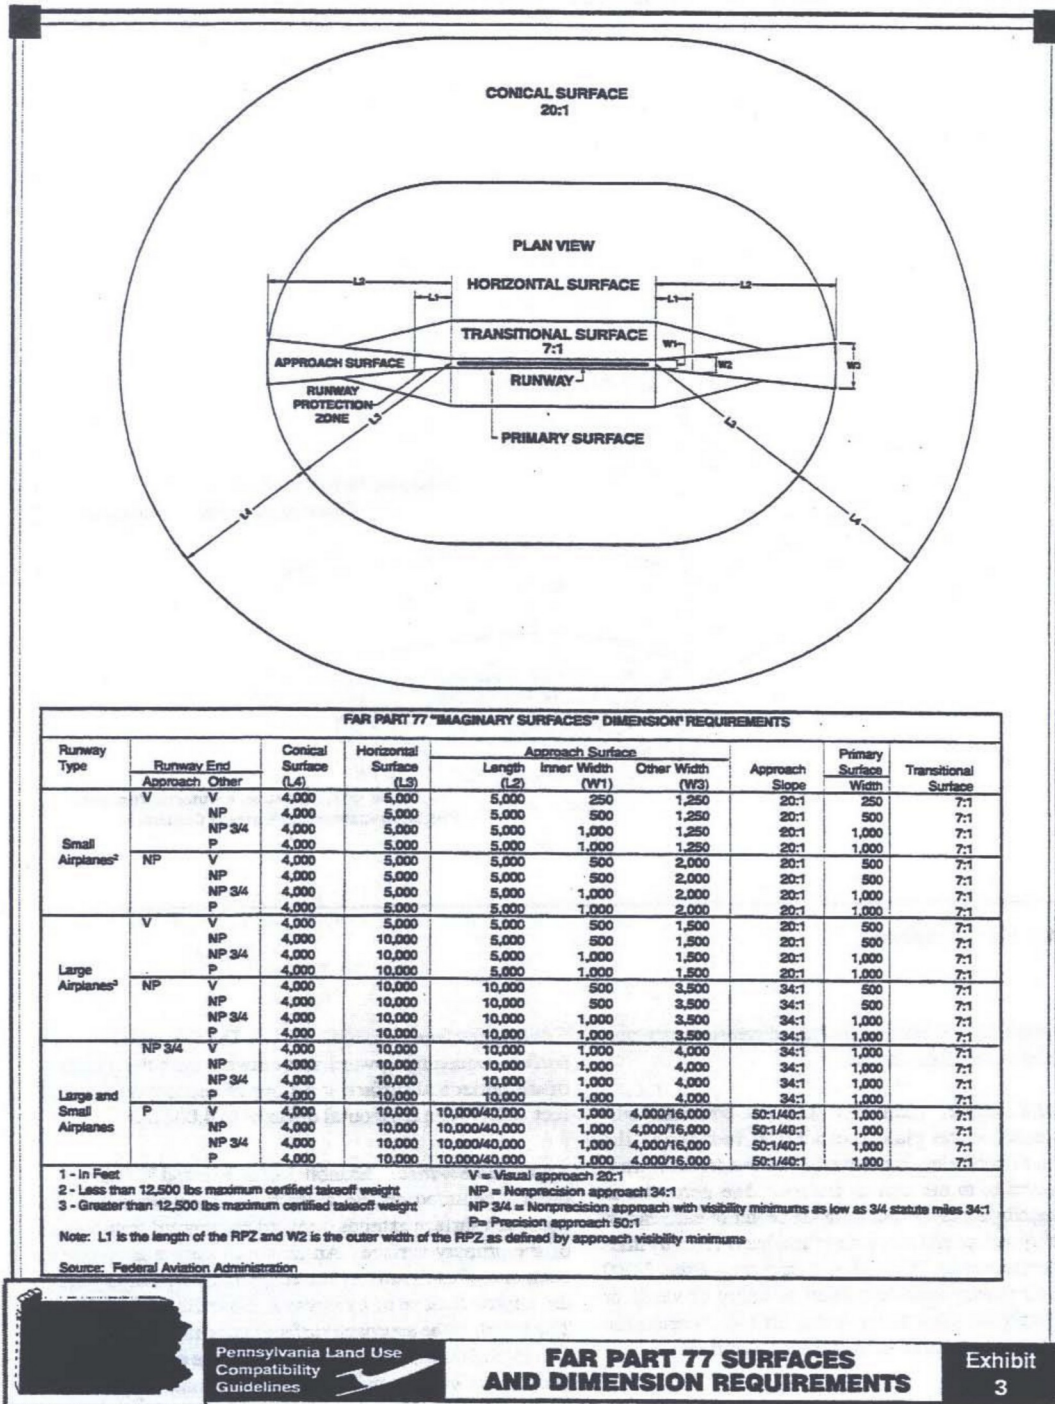 CONICAL SURFACE
20:1
PLAN VIEW
L2 HORIZONTAL SURFACE L2
L1 L1
TRANSITIONAL SURFACE
7:1
W1
APPROACH SURFACE W2 W3
RUNWAY
RUNWAY
PROTECTION
ZONE
L3 L3
PRIMARY SURFACE
L4 L4
FAR PART 77 "IMAGINARY SURFACES" DIMENSION¹ REQUIREMENTS
Runway Type Runway End Approach Other Conical Surface (L4) Horizontal Surface (L3) Approach Surface Length (L2) Inner Width (W1) Other Width (W3) Approach Slope Primary Surface Width Transitional Surface
Small Airplanes²
V V 4,000 5,000 5,000 250 1,250 20:1 250 7:1
NP 4,000 5,000 5,000 500 1,250 20:1 500 7:1
NP 3/4 4,000 5,000 5,000 1,000 1,250 20:1 1,000 7:1
P 4,000 5,000 5,000 1,000 1,250 20:1 1,000 7:1
NP V 4,000 5,000 5,000 500 2,000 20:1 500 7:1
NP 4,000 5,000 5,000 500 2,000 20:1 500 7:1
NP 3/4 4,000 5,000 5,000 1,000 2,000 20:1 1,000 7:1
P 4,000 5.000 5,000 1,000 2,000 20:1 1,000 7:1
Large Airplanes³
V V 4,000 5,000 5,000 500 1,500 20:1 500 7:1
NP 4,000 10,000 5,000 500 1,500 20:1 500 7:1
NP 3/4 4,000 10,000 5,000 1,000 1,500 20:1 1,000 7:1
P 4,000 10,000 5,000 1,000 1,500 20:1 1,000 7:1
NP V 4,000 10,000 10,000 500 3,500 34:1 500 7:1
NP 4,000 10,000 10,000 500 3,500 34:1 500 7:1
NP 3/4 4,000 10,000 10,000 1,000 3,500 34:1 1,000 7:1
P 4,000 10,000 10,000 1,000 3,500 34:1 1,000 7:1
Large and Small Airplanes
NP 3/4 V 4,000 10,000 10,000 1,000 4,000 34:1 1,000 7:1
NP 4,000 10,000 10,000 1,000 4,000 34:1 1,000 7:1
NP 3/4 4,000 10,000 10,000 1,000 4,000 34:1 1,000 7:1
P 4,000 10,000 10,000 1,000 4,000 34:1 1,000 7:1
P V 4,000 10,000 10,000/40,000 1,000 4,000/16,000 50:1/40:1 1,000 7:1
NP 4,000 10,000 10,000/40,000 1,000 4,000/16,000 50:1/40:1 1,000 7:1
NP 3/4 4,000 10,000 10,000/40,000 1,000 4,000/16,000 50:1/40:1 1,000 7:1
P 4,000 10,000 10,000/40,000 1,000 4,000/16,000 50:1/40:1 1,000 7:1
1 - In Feet V = Visual approach 20:1
2 - Less than 12,500 lbs maximum certified takeoff weight NP = Nonprecision approach 34:1
3 - Greater than 12,500 lbs maximum certified takeoff weight NP 3/4 = Nonprecision approach with visibility minimums as low as 3/4 statute miles 34:1
P= Precision approach 50:1
Note: L1 is the length of the RPZ and W2 is the outer width of the RPZ as defined by approach visibility minimums
Source: Federal Aviation Administration
Pennsylvania Land Use
Compatibility
Guidelines
FAR PART 77 SURFACES
AND DIMENSION REQUIREMENTS
Exhibit
3